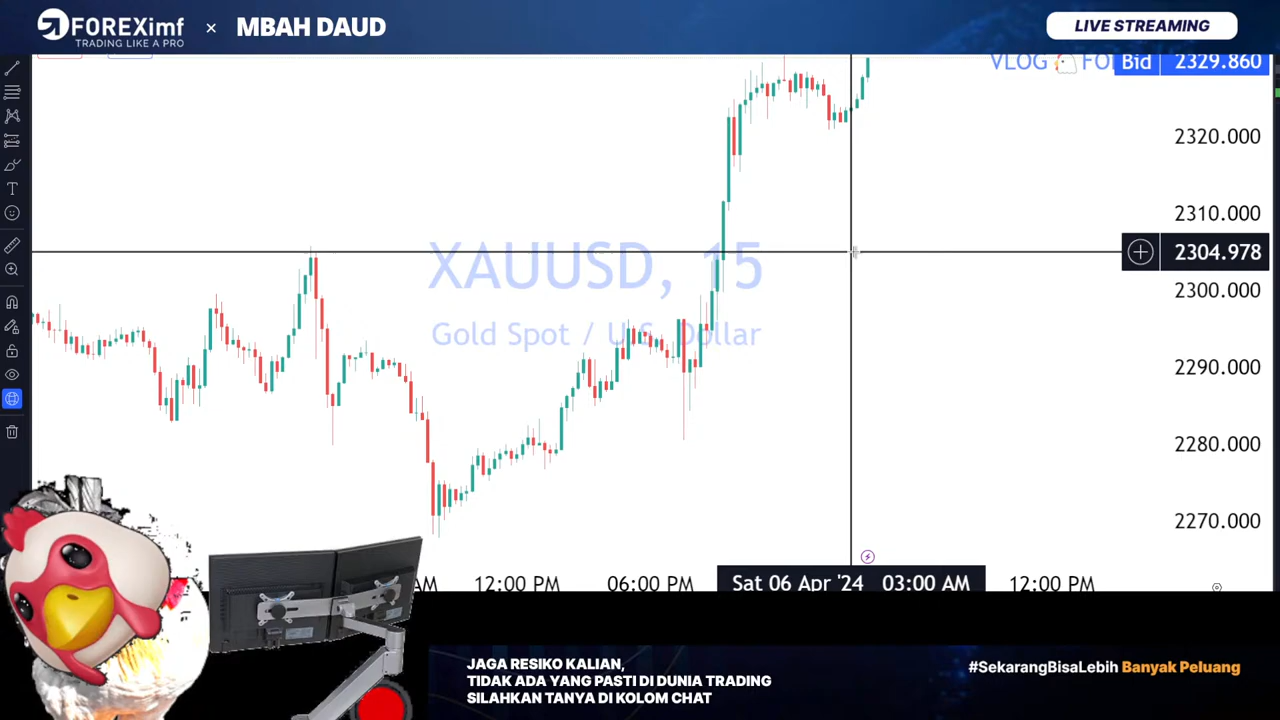 FOREXimf
TRADING LIKE A PRO
×
MBAH DAUD
LIVE STREAMING
VLOG 🐔 FO
Bid 2329.860
2320.000
2310.000
2304.978
2300.000
2290.000
2280.000
2270.000
XAUUSD, 15
Gold Spot / U.S. Dollar
AM 12:00 PM 06:00 PM Sat 06 Apr '24 03:00 AM 12:00 PM
JAGA RESIKO KALIAN,
TIDAK ADA YANG PASTI DI DUNIA TRADING
SILAHKAN TANYA DI KOLOM CHAT
#SekarangBisaLebih Banyak Peluang